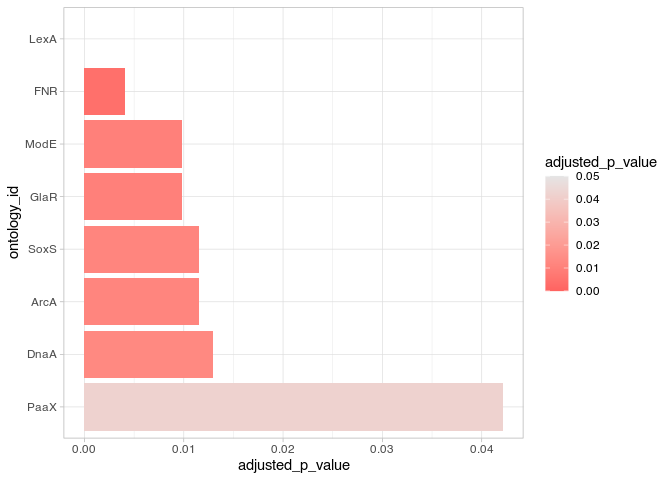 LexA
FNR
ModE
GlaR
SoxS
ArcA
DnaA
PaaX
ontology_id
0.00 0.01 0.02 0.03 0.04
adjusted_p_value
adjusted_p_value
0.05
0.04
0.03
0.02
0.01
0.00